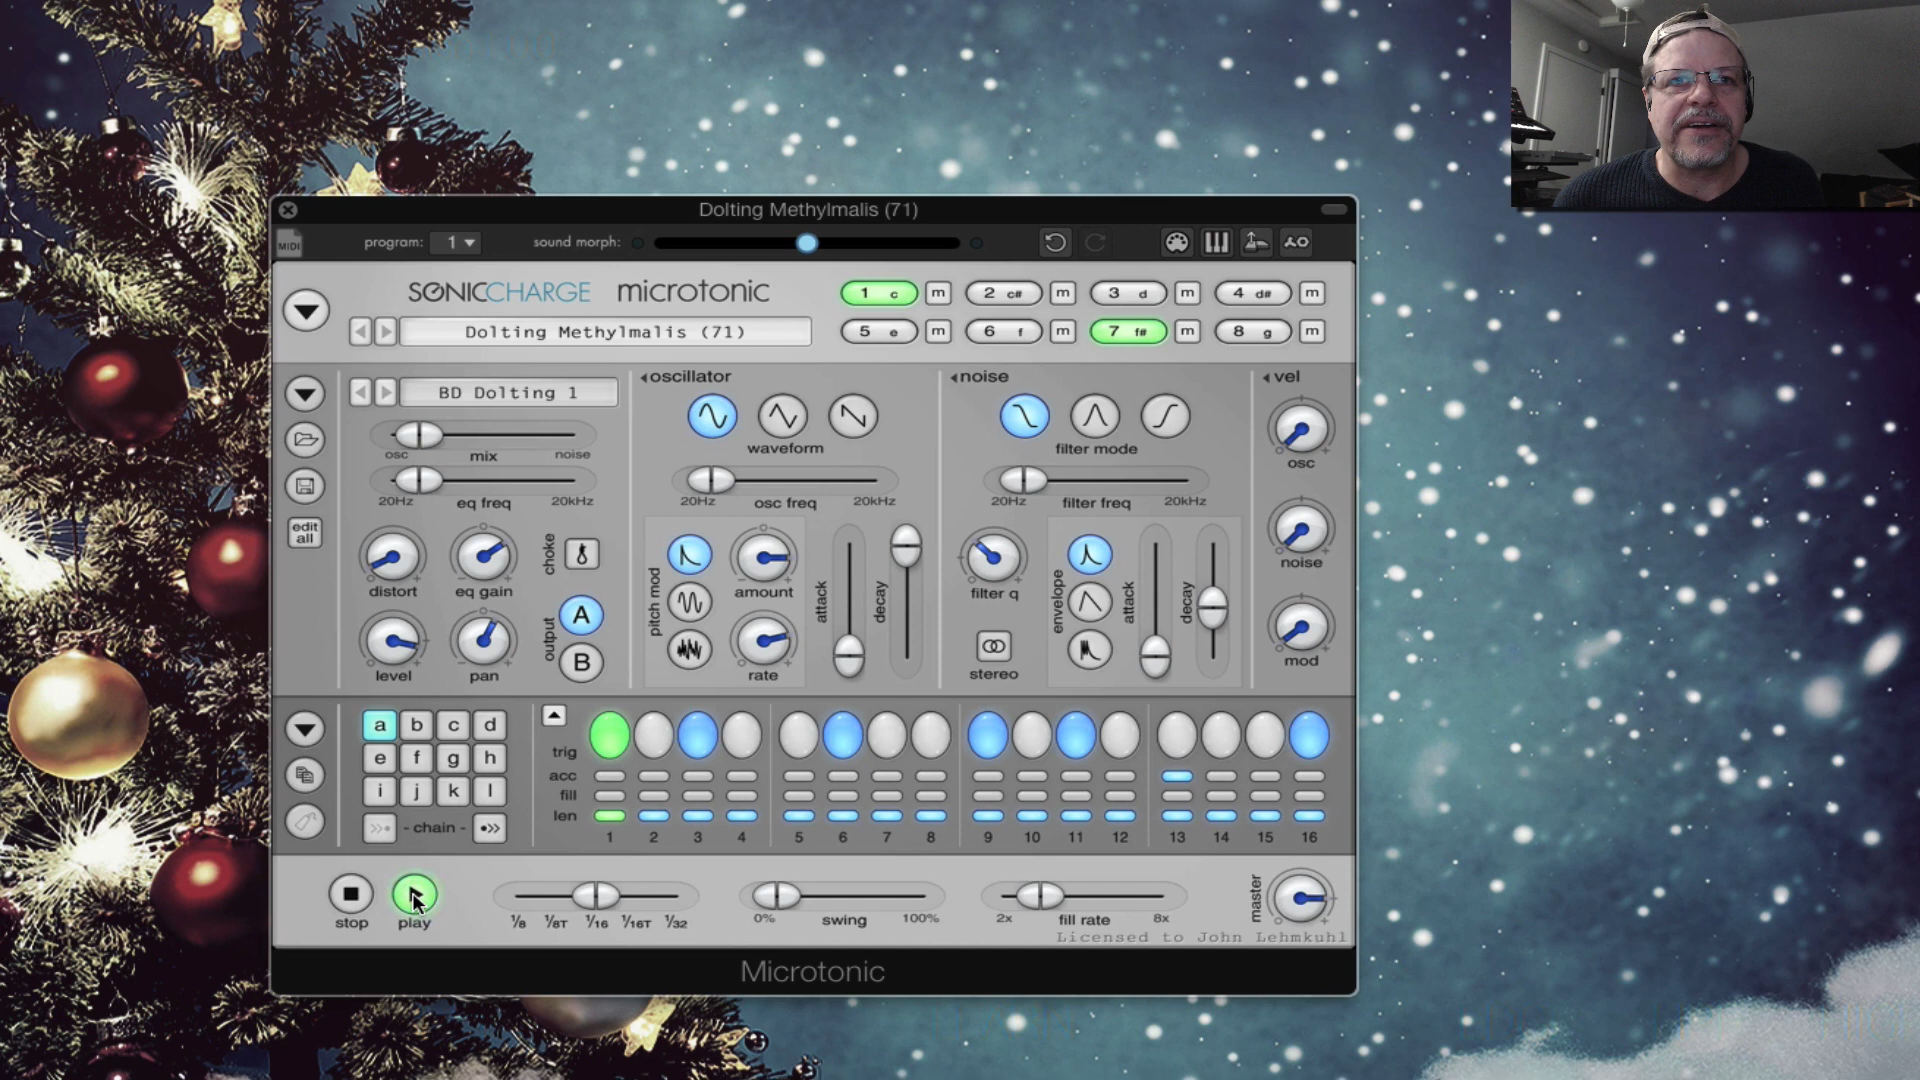 Dolting Methylmalis (71)
MIDI program: 1 sound morph:
SONICCHARGE microtonic
1 c m 2 c# m 3 d m 4 d# m
Dolting Methylmalis (71)
5 e m 6 f m 7 f# m 8 g m
BD Dolting 1
oscillator
noise
vel
osc mix noise
waveform
filter mode
osc
20Hz eq freq 20kHz
20Hz osc freq 20kHz
20Hz filter freq 20kHz
edit all
choke
distort eq gain
pitch mod
amount
attack
decay
filter q
envelope
attack
decay
noise
output
A
B
level pan
rate
stereo
mod
a b c d
e f g h
i j k l
- chain -
trig
acc
fill
len
1 2 3 4 5 6 7 8 9 10 11 12 13 14 15 16
stop play
1/8 1/8T 1/16 1/16T 1/32
0% swing 100%
2x fill rate 8x
master
Licensed to John Lehmkuhl
Microtonic